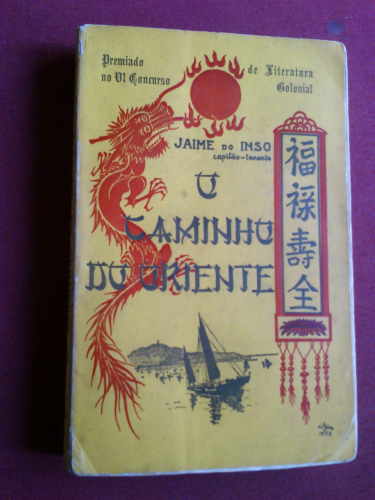 Premiado
no VI Concurso
de Literatura
Colonial
JAIME DO INSO
capitão-tenente
O
CAMINHO
DO ORIENTE
福
祿
壽
全